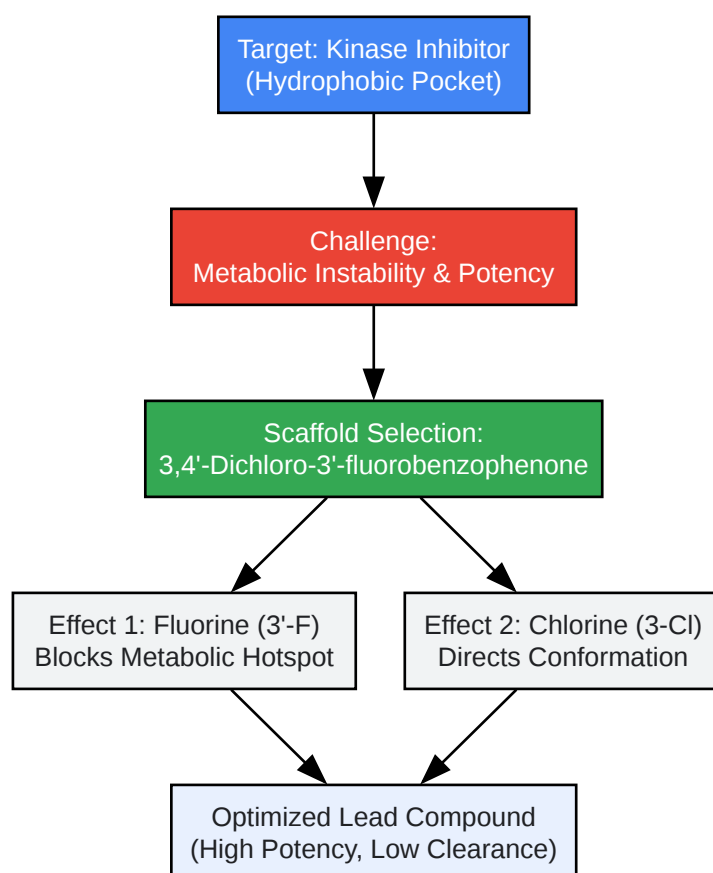 Target: Kinase Inhibitor
(Hydrophobic Pocket)
Challenge:
Metabolic Instability & Potency
Scaffold Selection:
3,4'-Dichloro-3'-fluorobenzophenone
Effect 1: Fluorine (3'-F)
Blocks Metabolic Hotspot
Effect 2: Chlorine (3-Cl)
Directs Conformation
Optimized Lead Compound
(High Potency, Low Clearance)